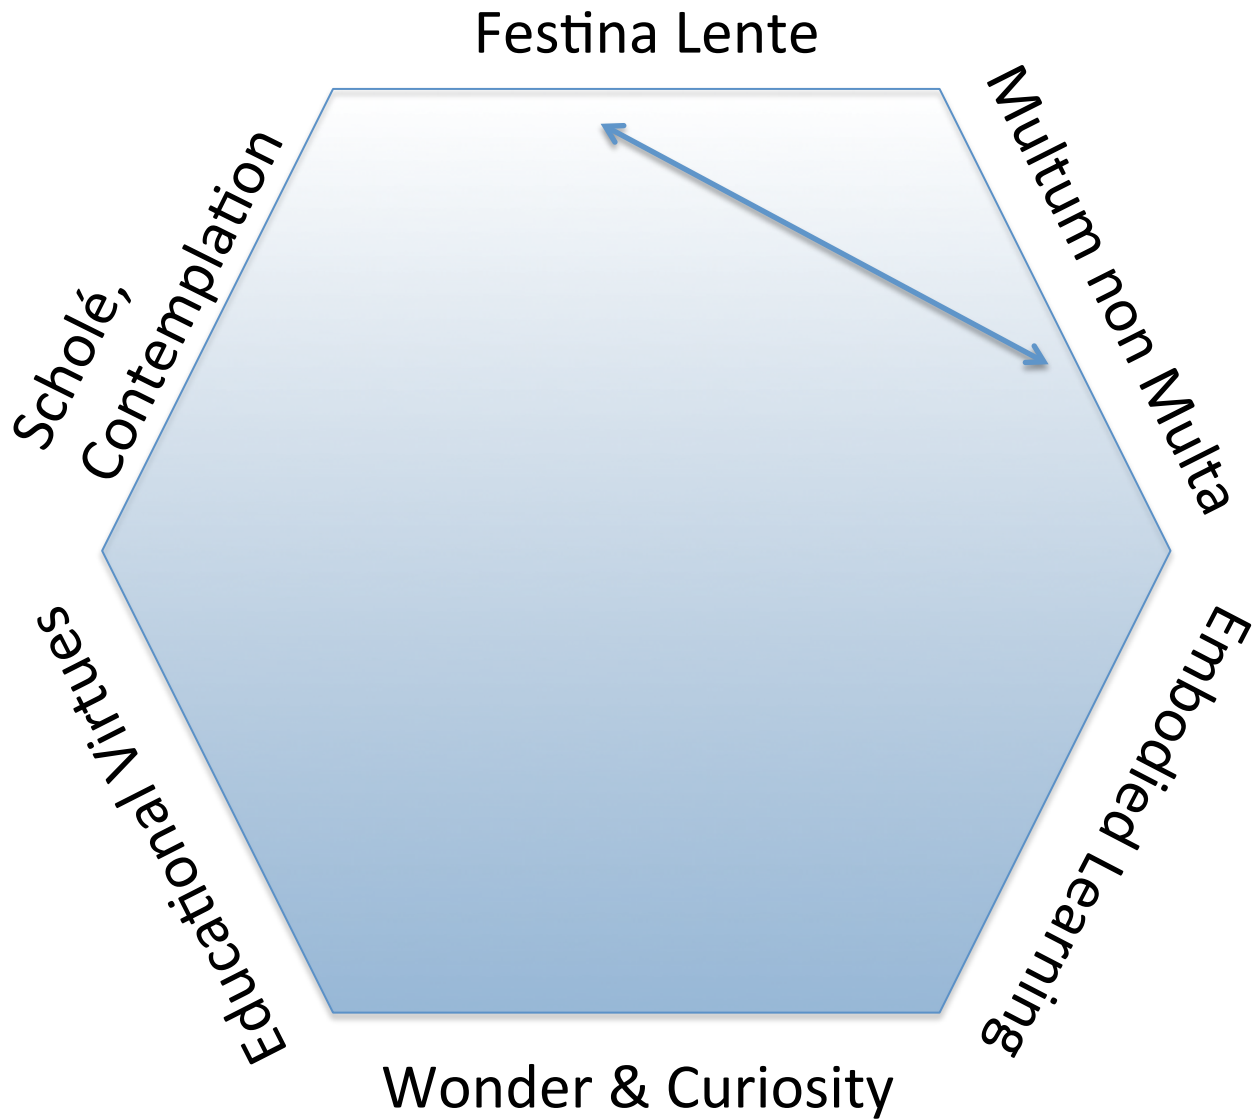 Festina Lente
Multum non Multa
Scholé,
Contemplation
Embodied Learning
Educational Virtues
Wonder & Curiosity